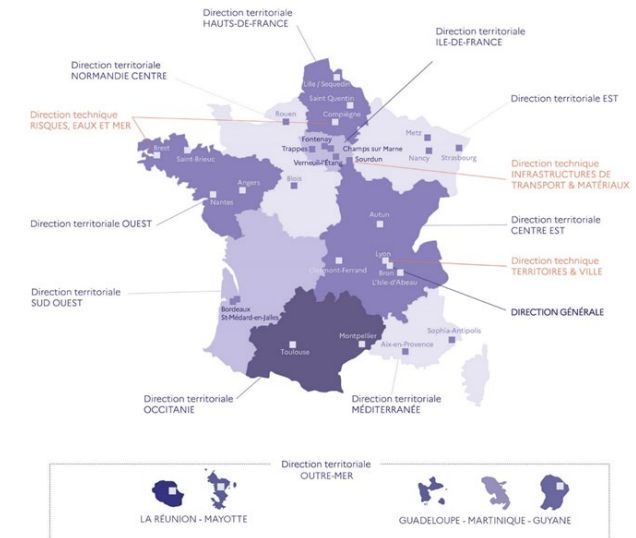 Direction territoriale
HAUTS-DE-FRANCE
Direction territoriale
ILE-DE-FRANCE
Direction territoriale
NORMANDIE CENTRE
Direction territoriale EST
Direction technique
RISQUES, EAUX ET MER
Lille / Sequedin
Saint Quentin
Compiègne
Rouen
Fontenay
Trappes
Champs sur Marne
Verneuil-l'Étang
Sourdun
Metz
Nancy
Strasbourg
Brest
Saint-Brieuc
Angers
Nantes
Blois
Direction technique
INFRASTRUCTURES DE
TRANSPORT & MATÉRIAUX
Direction territoriale OUEST
Autun
Direction territoriale
CENTRE EST
Lyon
Bron
Clermont-Ferrand
L'Isle-d'Abeau
Direction technique
TERRITOIRES & VILLE
Direction territoriale
SUD OUEST
Bordeaux
St-Médard-en-Jalles
DIRECTION GÉNÉRALE
Sophia-Antipolis
Montpellier
Aix-en-Provence
Toulouse
Direction territoriale
OCCITANIE
Direction territoriale
MÉDITERRANÉE
Direction territoriale
OUTRE-MER
LA RÉUNION - MAYOTTE
GUADELOUPE - MARTINIQUE - GUYANE